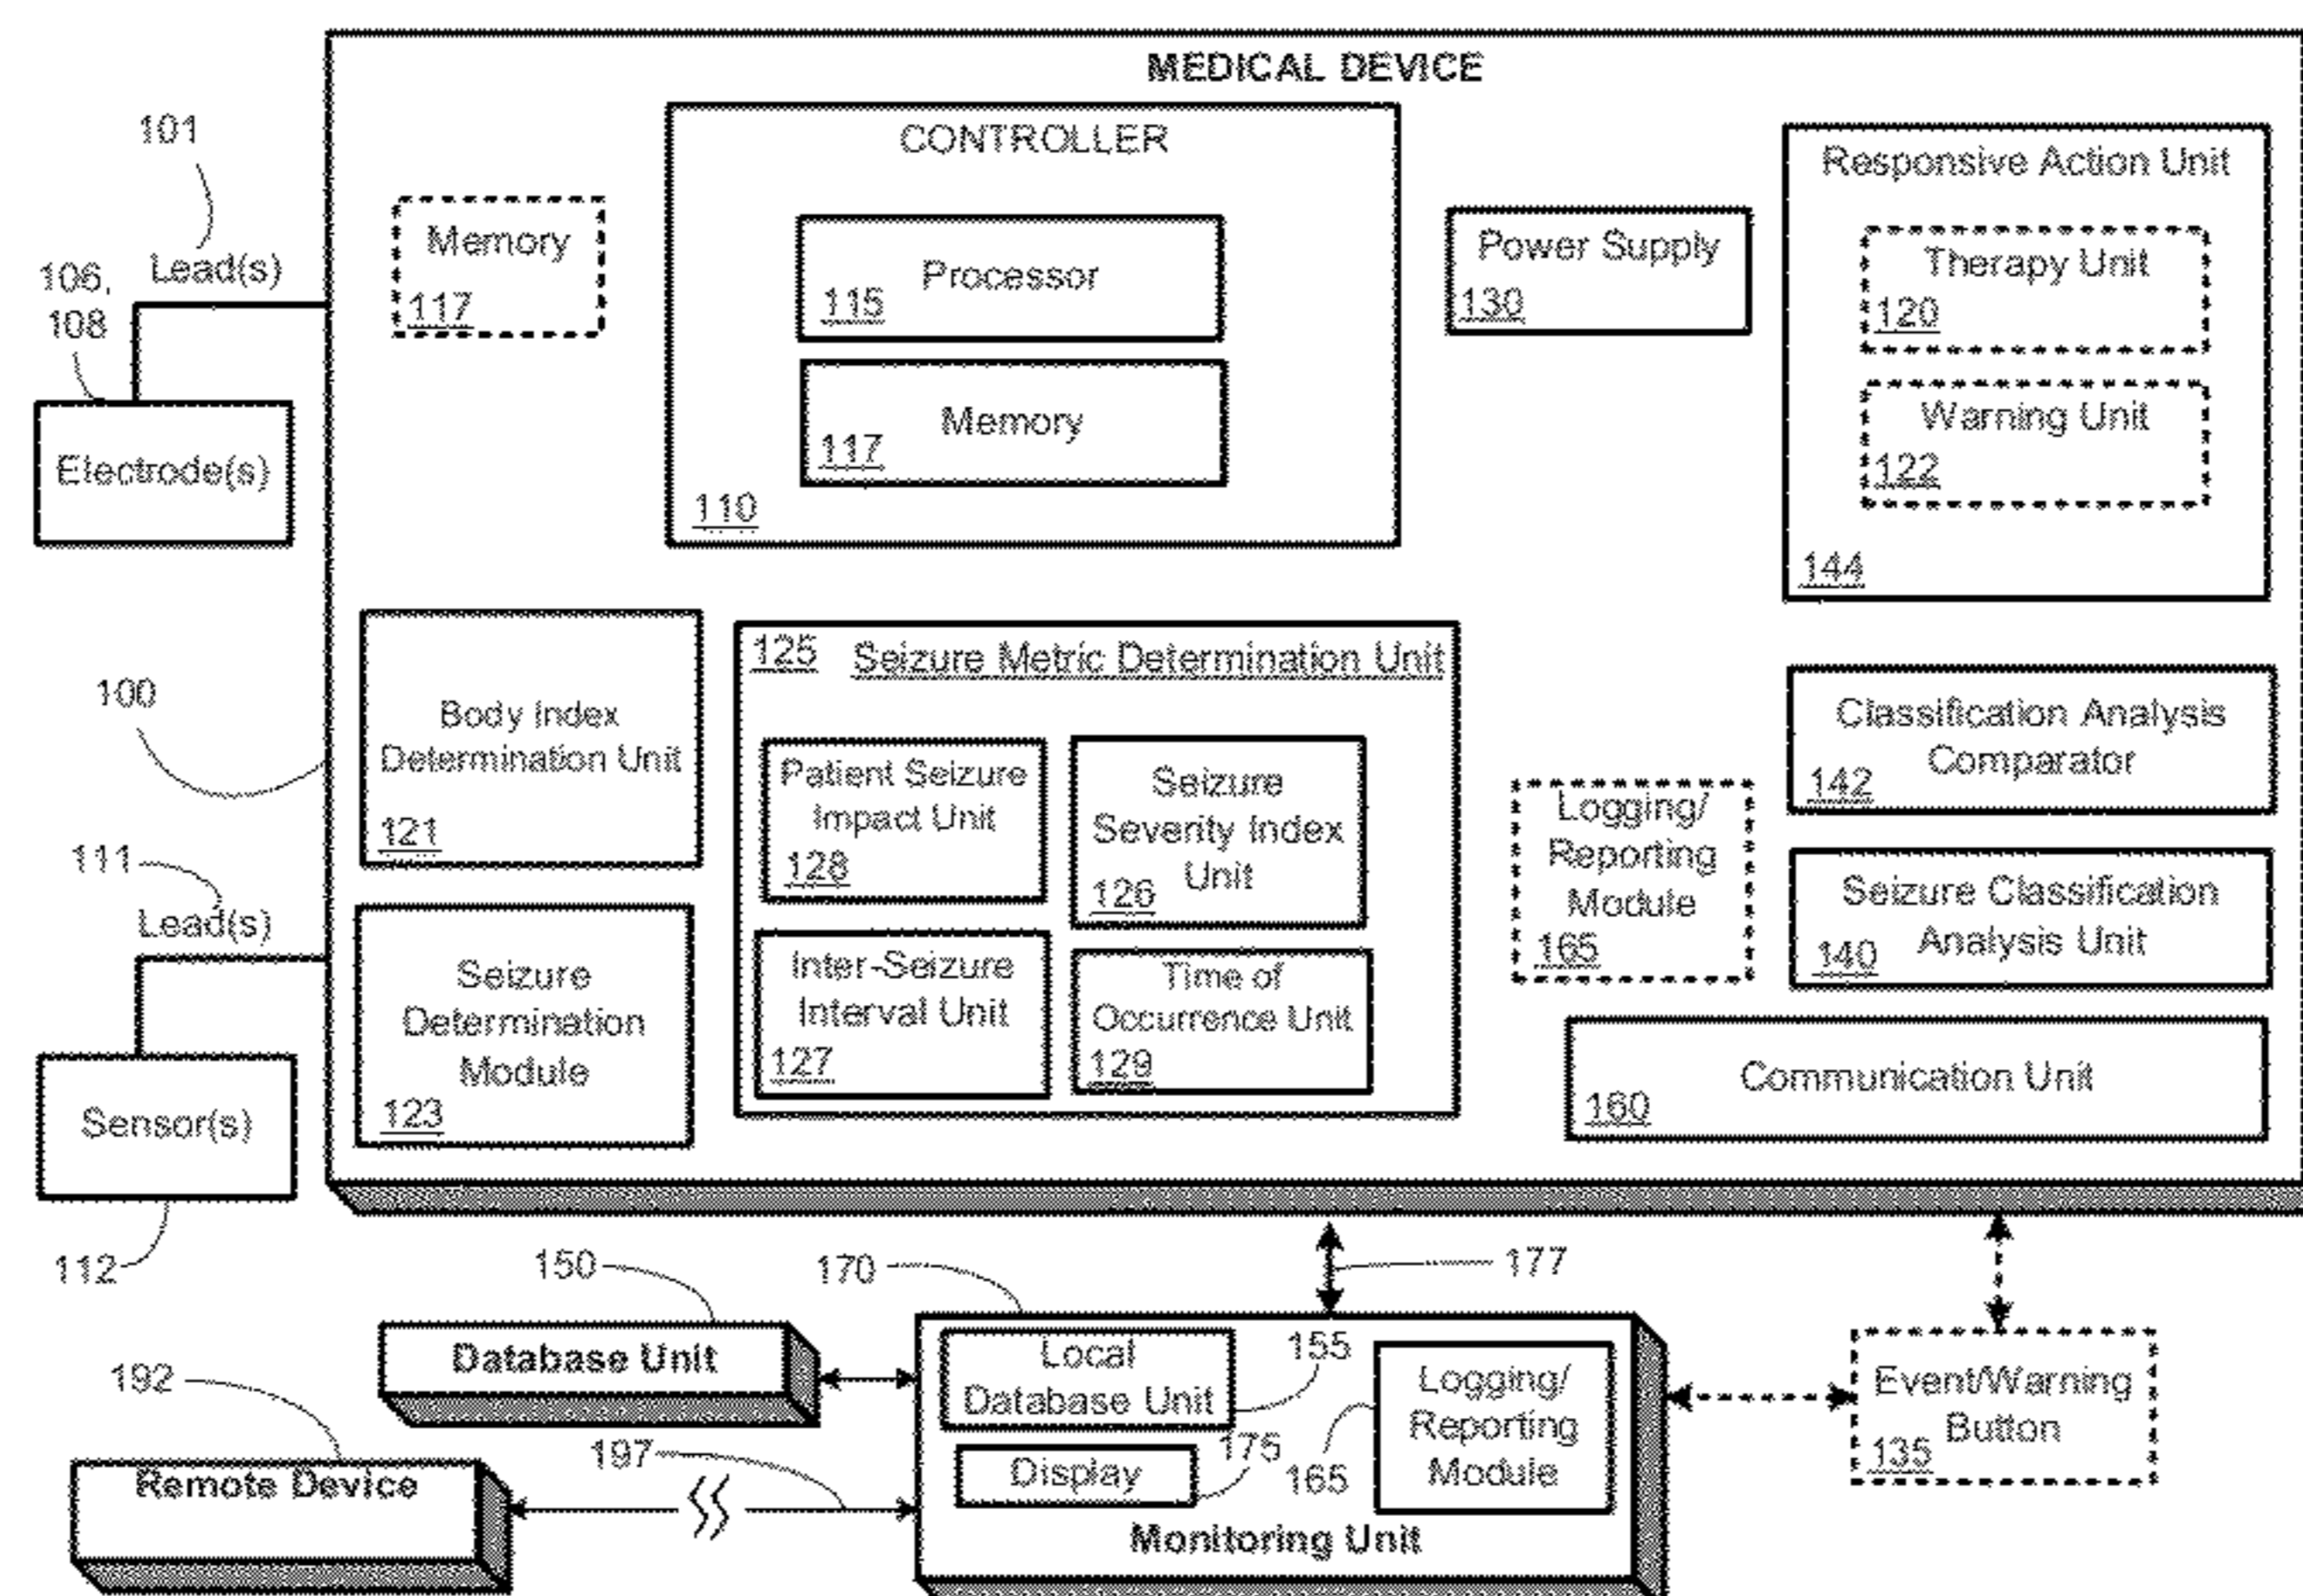 MEDICAL DEVICE
101
Lead(s)
106,
108
Electrode(s)
Memory
117
CONTROLLER
Processor
115
Memory
117
110
Power Supply
130
Responsive Action Unit
Therapy Unit
120
Warning Unit
122
144
100
Body Index
Determination Unit
121
125 Seizure Metric Determination Unit
Patient Seizure
Impact Unit
128
Seizure
Severity Index
Unit
126
Inter-Seizure
Interval Unit
127
Time of
Occurrence Unit
129
Logging/
Reporting
Module
165
Classification Analysis
Comparator
142
Seizure Classification
Analysis Unit
140
Communication Unit
160
111
Lead(s)
Seizure
Determination
Module
123
Sensor(s)
112
150
170
177
Database Unit
Local
Database Unit
155
Logging/
Reporting
Module
165
Event/Warning
Button
135
192
Remote Device
197
Display
175
Monitoring Unit